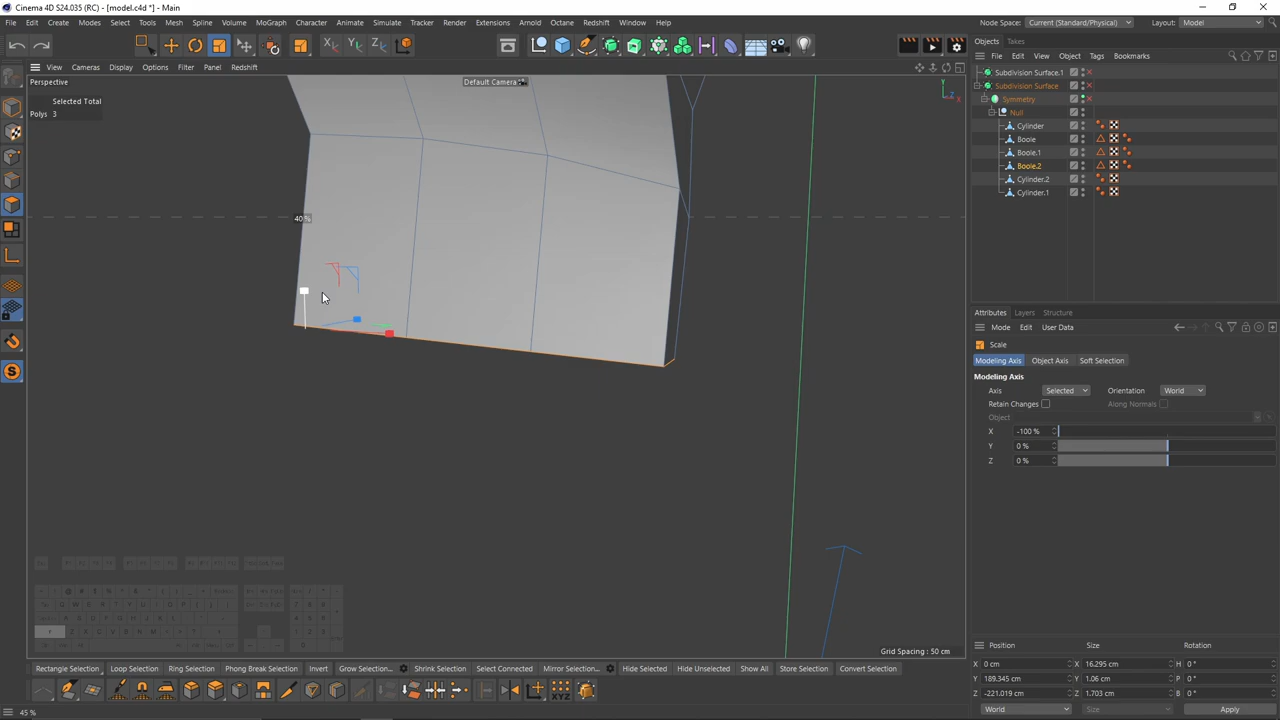 Cinema 4D S24.035 (RC) - [model.c4d *] - Main
File Edit Create Modes Select Tools Mesh Spline Volume MoGraph Character Animate Simulate Tracker Render Extensions Arnold Octane Redshift Window Help
Node Space: Current (Standard/Physical) Layout: Model
View Cameras Display Options Filter Panel Redshift
Perspective
Default Camera
Selected Total
Polys 3
40 %
Grid Spacing : 50 cm
Objects Takes
File Edit View Object Tags Bookmarks
Subdivision Surface.1
Subdivision Surface
Symmetry
Null
Cylinder
Boole
Boole.1
Boole.2
Cylinder.2
Cylinder.1
Attributes Layers Structure
Mode Edit User Data
Scale
Modeling Axis Object Axis Soft Selection
Modeling Axis
Axis Selected Orientation World
Retain Changes Along Normals
Object
X -100 %
Y 0 %
Z 0 %
Position Size Rotation
X 0 cm X 16.295 cm H 0 °
Y 189.345 cm Y 1.06 cm P 0 °
Z -221.019 cm Z 1.703 cm B 0 °
World Size Apply
Rectangle Selection Loop Selection Ring Selection Phong Break Selection Invert Grow Selection... Shrink Selection Select Connected Mirror Selection... Hide Selected Hide Unselected Show All Store Selection Convert Selection
45 %